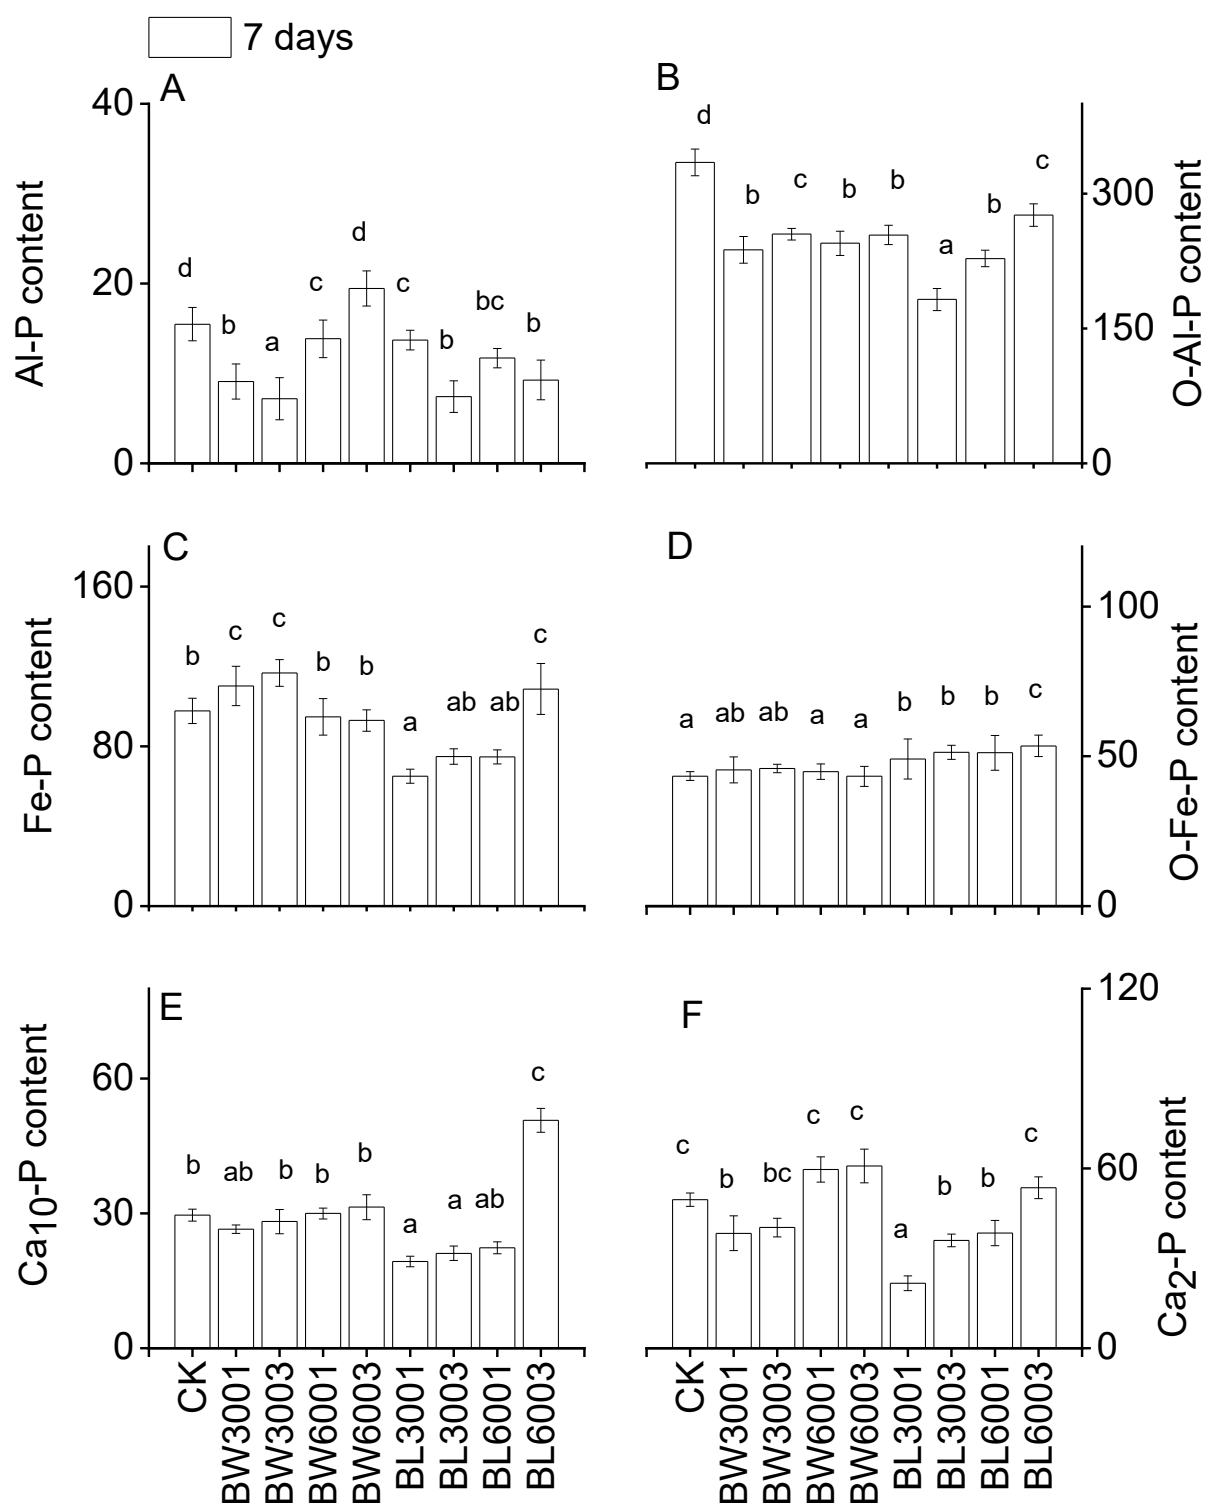 7 days
A
40
20
0
Al-P content
d
b
a
c
d
c
b
bc
b
B
300
150
0
O-Al-P content
d
b
c
b
b
a
b
c
C
160
80
0
Fe-P content
b
c
c
b
b
a
ab
ab
c
D
100
50
0
O-Fe-P content
a
ab
ab
a
a
b
b
b
c
E
60
30
0
Ca10-P content
b
ab
b
b
b
a
a
ab
c
F
120
60
0
Ca2-P content
c
b
bc
c
c
a
b
b
c
CK
BW3001
BW3003
BW6001
BW6003
BL3001
BL3003
BL6001
BL6003
CK
BW3001
BW3003
BW6001
BW6003
BL3001
BL3003
BL6001
BL6003